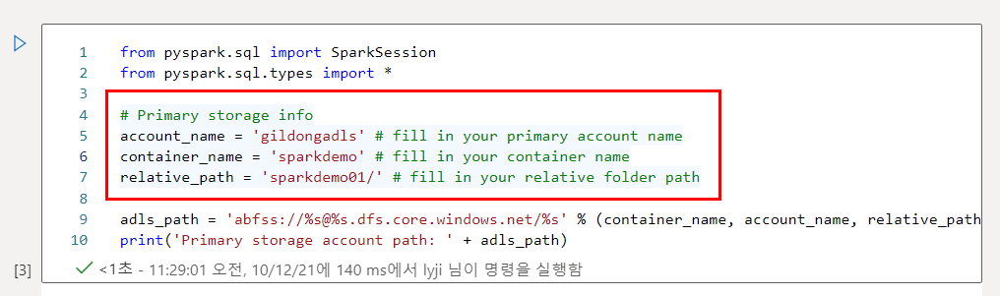 1 from pyspark.sql import SparkSession
2 from pyspark.sql.types import *
3
4 # Primary storage info
5 account_name = 'gildongadls' # fill in your primary account name
6 container_name = 'sparkdemo' # fill in your container name
7 relative_path = 'sparkdemo01/' # fill in your relative folder path
8
9 adls_path = 'abfss://%s@%s.dfs.core.windows.net/%s' % (container_name, account_name, relative_path
10 print('Primary storage account path: ' + adls_path)
[3] <1초 - 11:29:01 오전, 10/12/21에 140 ms에서 lyji 님이 명령을 실행함